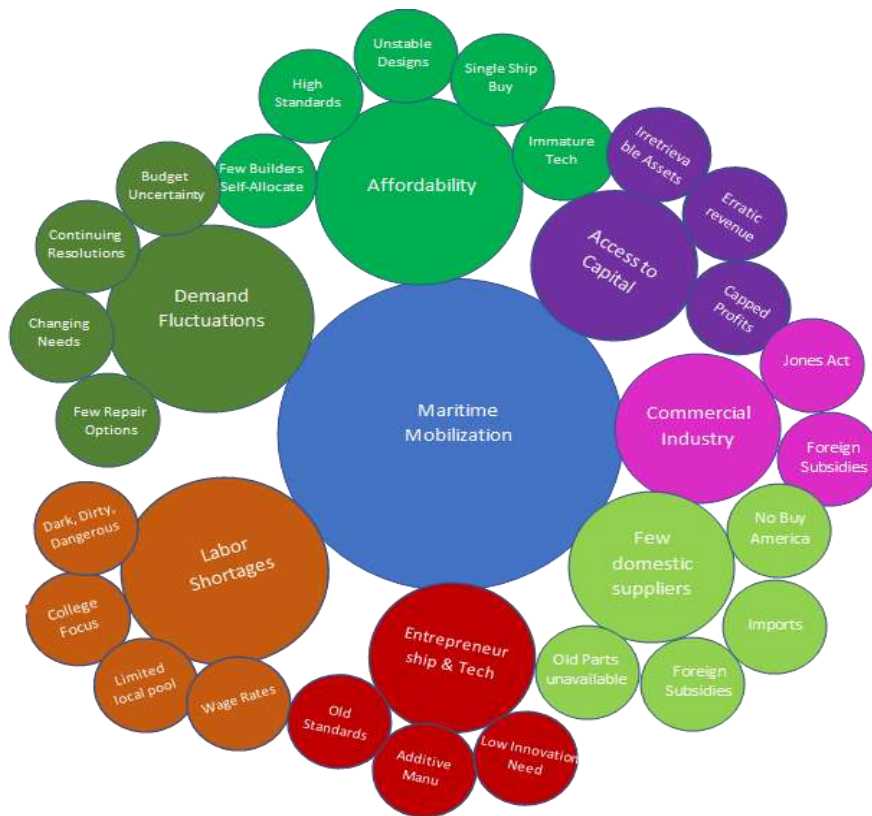 Unstable
Designs
Single Ship
Buy
High
Standards
Immature
Tech
Few Builders
Self-Allocate
Affordability
Irretrieva
ble Assets
Erratic
revenue
Capped
Profits
Access to
Capital
Budget
Uncertainty
Continuing
Resolutions
Changing
Needs
Few Repair
Options
Demand
Fluctuations
Maritime
Mobilization
Jones Act
Foreign
Subsidies
Commercial
Industry
No Buy
America
Imports
Foreign
Subsidies
Old Parts
unavailable
Few
domestic
suppliers
Dark, Dirty,
Dangerous
College
Focus
Limited
local pool
Wage Rates
Labor
Shortages
Entrepreneur
ship & Tech
Old
Standards
Additive
Manu
Low Innovation
Need